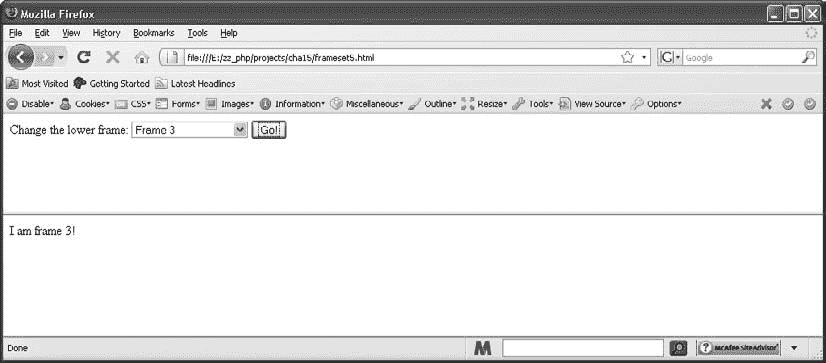 Mozilla Firefox
File Edit View History Bookmarks Tools Help
file:///E:/zz_php/projects/cha15/frameset5.html
G Google
Most Visited Getting Started Latest Headlines
Disable Cookies CSS Forms Images Information Miscellaneous Outline Resize Tools View Source Options
Change the lower frame: Frame 3 Go!
I am frame 3!
Done M ? McAfee SiteAdvisor